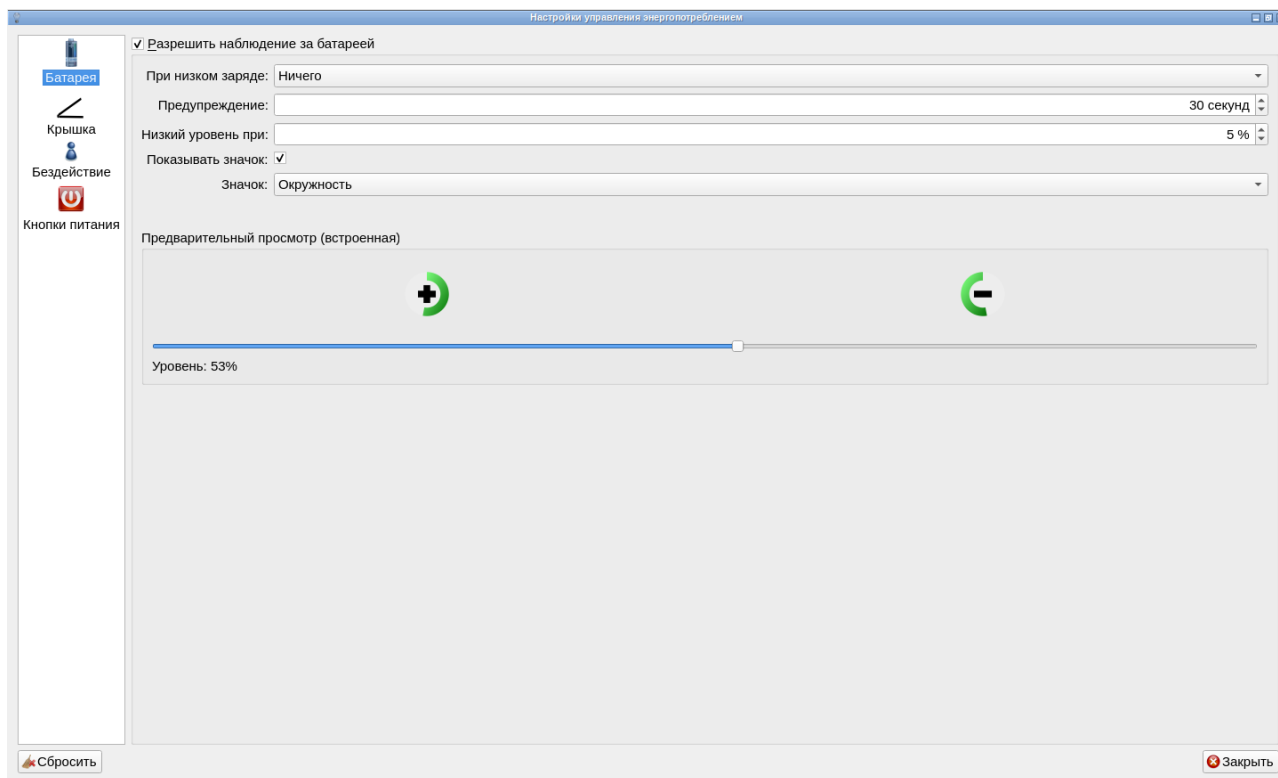 Настройки управления энергопотреблением
Батарея
Крышка
Бездействие
Кнопки питания
Разрешить наблюдение за батареей
При низком заряде: Ничего
Предупреждение: 30 секунд
Низкий уровень при: 5 %
Показывать значок:
Значок: Окружность
Предварительный просмотр (встроенная)
Уровень: 53%
Сбросить
Закрыть